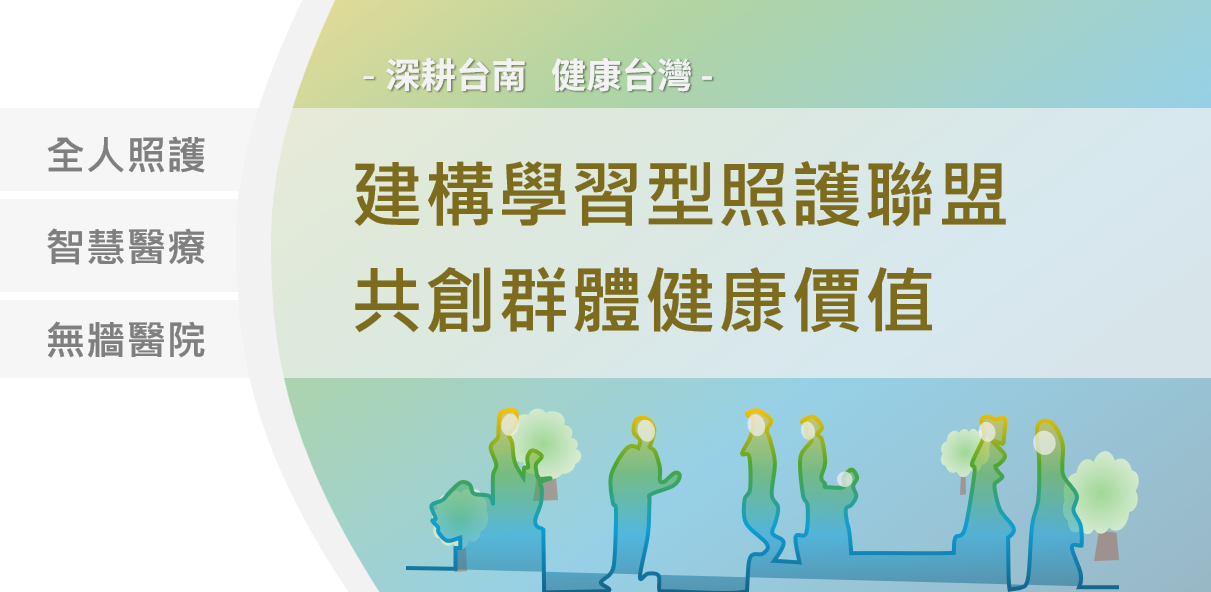 - 深耕台南 健康台灣 -
全人照護
智慧醫療
無牆醫院
建構學習型照護聯盟
共創群體健康價值